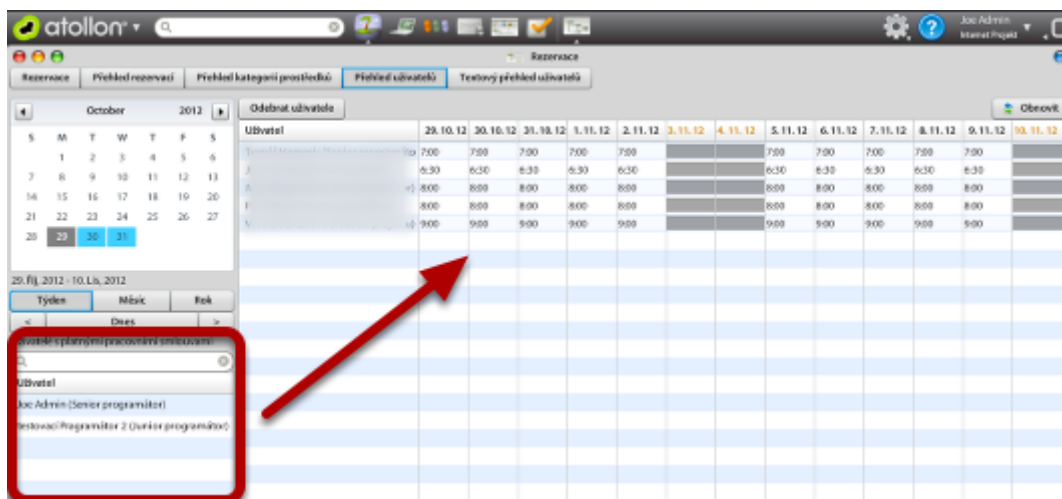 atollon
Joe Admin
Internet Projekt
Rezervace
Rezervace Přehled rezervací Přehled kategorií prostředků Přehled uživatelů Textový přehled uživatelů
October 2012
S M T W T F S
1 2 3 4 5 6
7 8 9 10 11 12 13
14 15 16 17 18 19 20
21 22 23 24 25 26 27
28 29 30 31
29. Říj, 2012 - 10. Lis, 2012
Týden Měsíc Rok
< Dnes >
s platnými pracovními smlouvami
Uživatel
Joe Admin (Senior programátor)
testovací Programátor 2 (Junior programátor)
Odebrat uživatele Obnovit
Uživatel 29. 10. 12 30. 10. 12 31. 10. 12 1. 11. 12 2. 11. 12 3. 11. 12 4. 11. 12 5. 11. 12 6. 11. 12 7. 11. 12 8. 11. 12 9. 11. 12 10. 11. 12
7:00 7:00 7:00 7:00 7:00 7:00 7:00 7:00 7:00 7:00
6:30 6:30 6:30 6:30 6:30 6:30 6:30 6:30 6:30 6:30
8:00 8:00 8:00 8:00 8:00 8:00 8:00 8:00 8:00 8:00
8:00 8:00 8:00 8:00 8:00 8:00 8:00 8:00 8:00 8:00
9:00 9:00 9:00 9:00 9:00 9:00 9:00 9:00 9:00 9:00